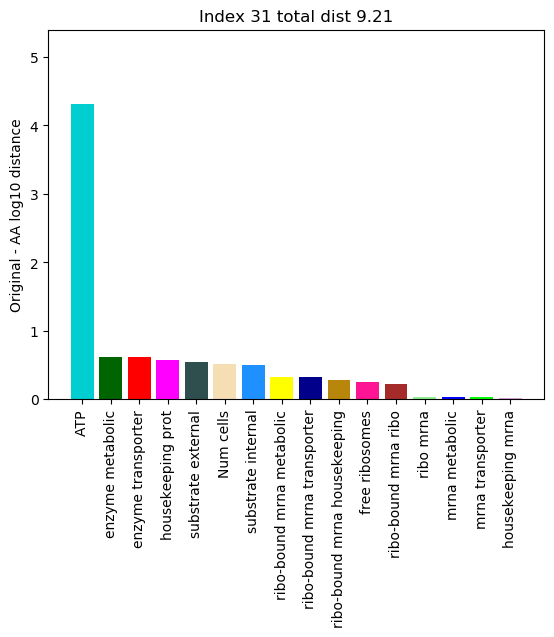 Index 31 total dist 9.21
Original - AA log10 distance
5
4
3
2
1
0
ATP
enzyme metabolic
enzyme transporter
housekeeping prot
substrate external
Num cells
substrate internal
ribo-bound mrna metabolic
ribo-bound mrna transporter
ribo-bound mrna housekeeping
free ribosomes
ribo-bound mrna ribo
ribo mrna
mrna metabolic
mrna transporter
housekeeping mrna